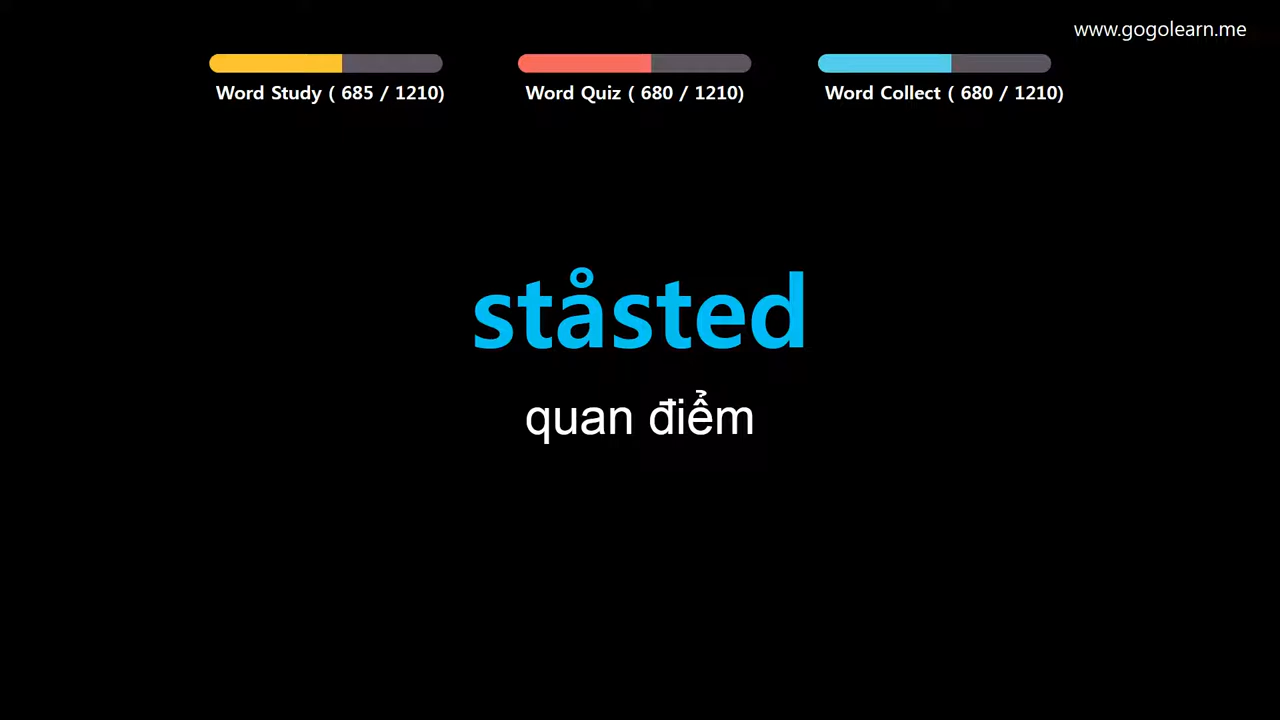 www.gogolearn.me
Word Study ( 685 / 1210)
Word Quiz ( 680 / 1210)
Word Collect ( 680 / 1210)
ståsted
quan điểm